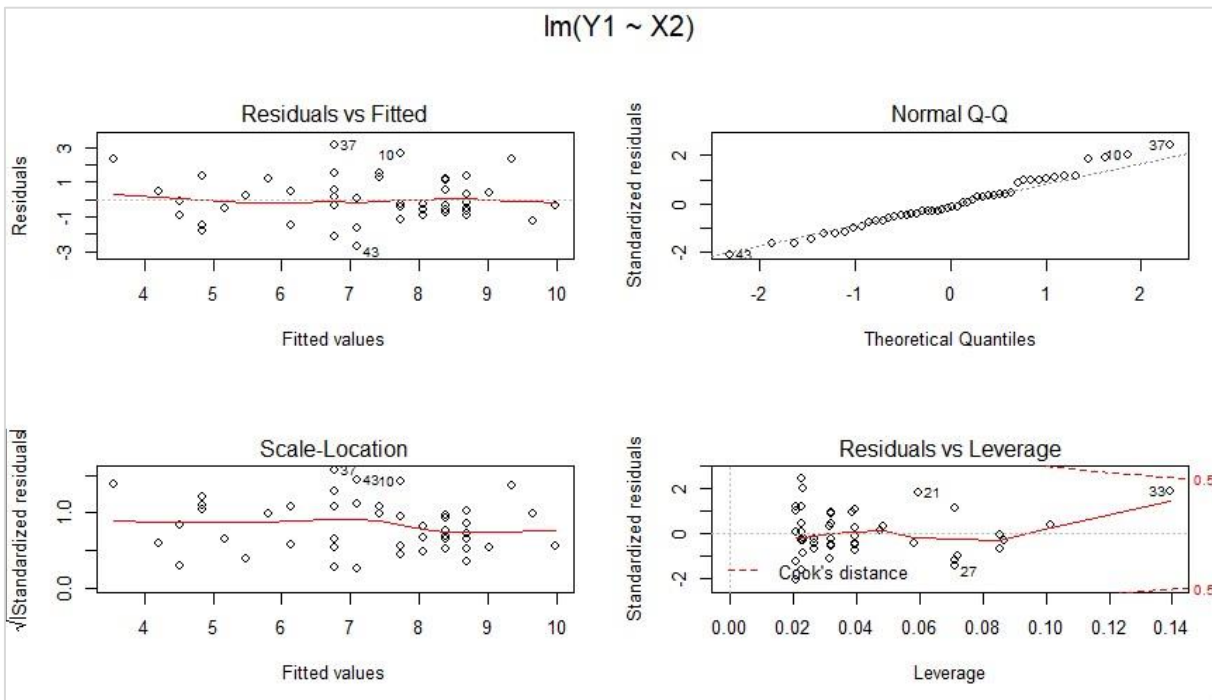 lm(Y1 ~ X2)
Residuals vs Fitted
Residuals
3
1
-1
-3
37
10
43
4 5 6 7 8 9 10
Fitted values
Normal Q-Q
Standardized residuals
2
0
-2
37
10
43
-2 -1 0 1 2
Theoretical Quantiles
Scale-Location
√|Standardized residuals|
1.0
0.0
37
43
10
4 5 6 7 8 9 10
Fitted values
Residuals vs Leverage
Standardized residuals
2
0
-2
21
33
27
0.5
0.5
Cook's distance
0.00 0.02 0.04 0.06 0.08 0.10 0.12 0.14
Leverage